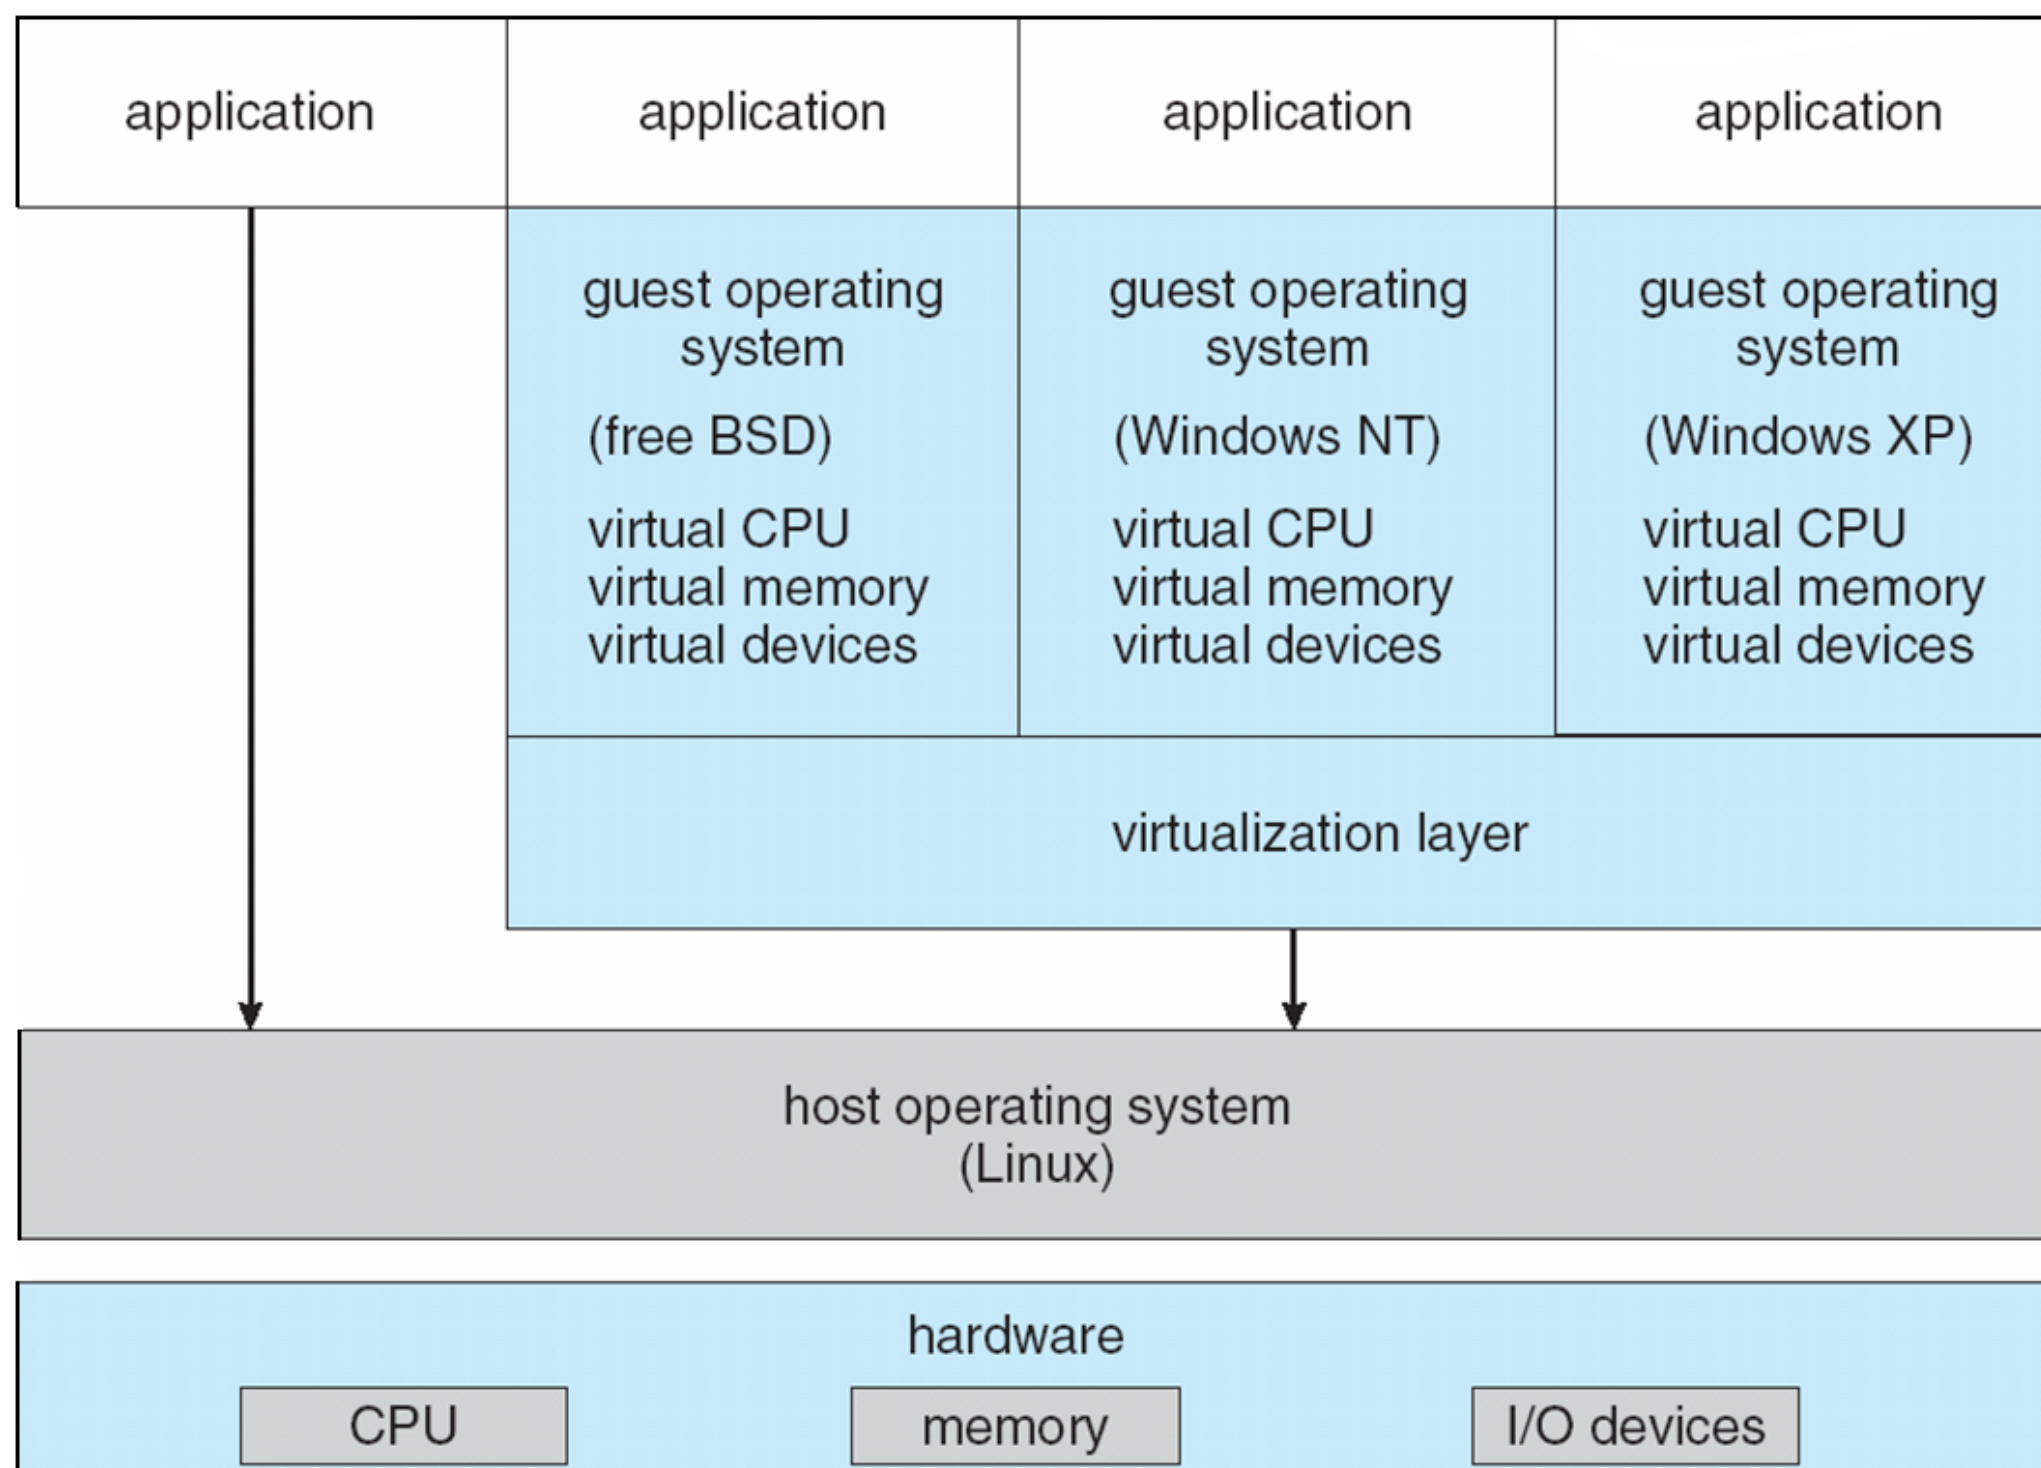 application
application
application
application
guest operating
system
(free BSD)
virtual CPU
virtual memory
virtual devices
guest operating
system
(Windows NT)
virtual CPU
virtual memory
virtual devices
guest operating
system
(Windows XP)
virtual CPU
virtual memory
virtual devices
virtualization layer
host operating system
(Linux)
hardware
CPU
memory
I/O devices